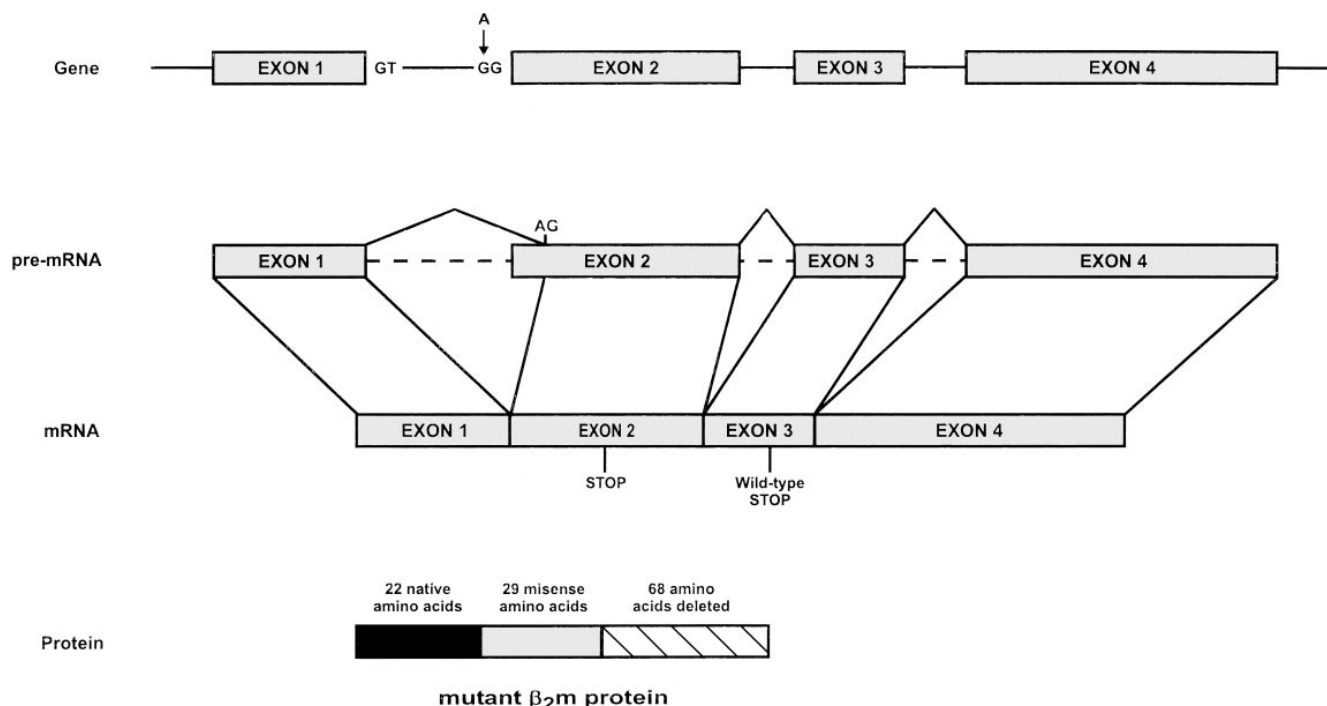 A
Gene EXON 1 GT GG EXON 2 EXON 3 EXON 4
AG
pre-mRNA EXON 1 EXON 2 EXON 3 EXON 4
mRNA EXON 1 EXON 2 EXON 3 EXON 4
STOP Wild-type
STOP
22 native 29 misense 68 amino
amino acids amino acids acids deleted
Protein
mutant β₂m protein